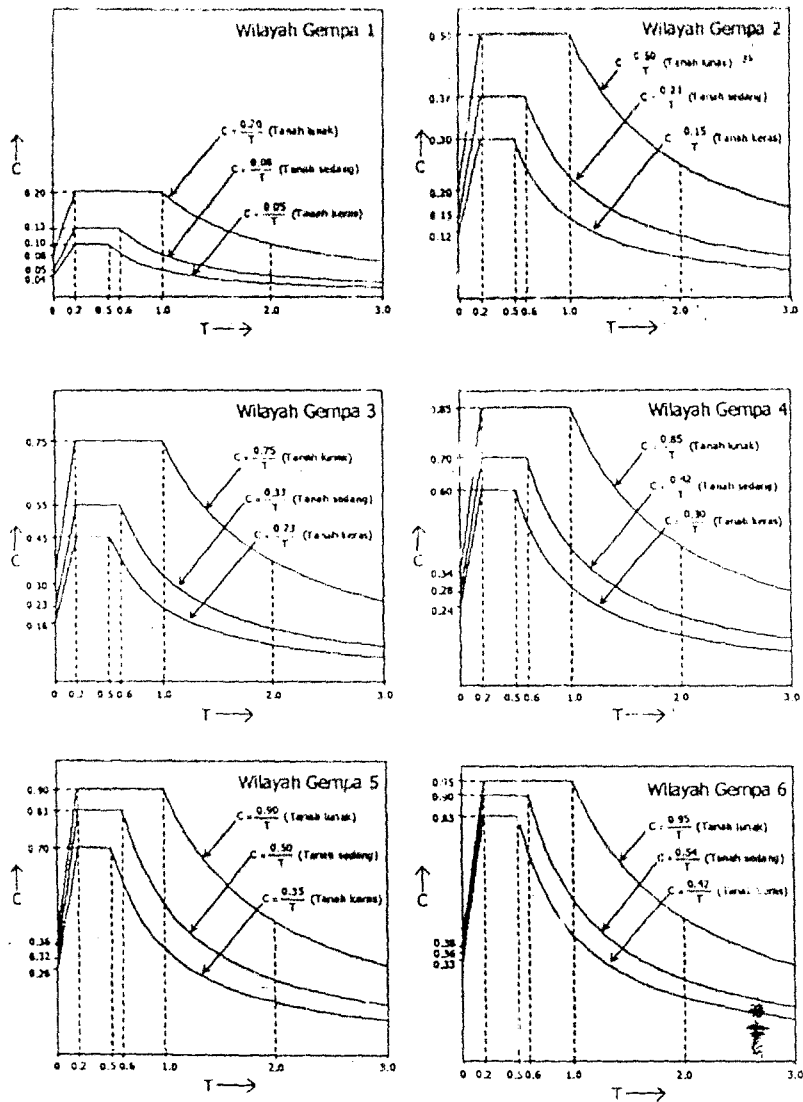 Wilayah Gempa 1
C = 0.20/T (Tanah lunak)
C = 0.08/T (Tanah sedang)
C = 0.05/T (Tanah keras)
C
0.20
0.13
0.10
0.08
0.05
0.04
0 0.2 0.5 0.6 1.0 2.0 3.0
T
Wilayah Gempa 2
C 0.50/T (Tanah lunak)
C 0.23/T (Tanah sedang)
C 0.15/T (Tanah keras)
C
0.30
0.20
0.15
0.12
0 0.2 0.5 0.6 1.0 2.0 3.0
T
Wilayah Gempa 3
C = 0.75/T (Tanah lunak)
C = 0.33/T (Tanah sedang)
C = 0.23/T (Tanah keras)
C
0.75
0.55
0.45
0.30
0.23
0.18
0 0.2 0.5 0.6 1.0 2.0 3.0
T
Wilayah Gempa 4
C = 0.85/T (Tanah lunak)
C = 0.42/T (Tanah sedang)
C = 0.30/T (Tanah keras)
C
0.85
0.70
0.60
0.34
0.28
0.24
0 0.2 0.5 0.6 1.0 2.0 3.0
T
Wilayah Gempa 5
C = 0.90/T (Tanah lunak)
C = 0.50/T (Tanah sedang)
C = 0.35/T (Tanah keras)
C
0.90
0.83
0.70
0.36
0.32
0.28
0 0.2 0.5 0.6 1.0 2.0 3.0
T
Wilayah Gempa 6
C = 0.95/T (Tanah lunak)
C = 0.54/T (Tanah sedang)
C = 0.42/T (Tanah keras)
C
0.95
0.90
0.83
0.38
0.36
0.33
0 0.2 0.5 0.6 1.0 2.0 3.0
T